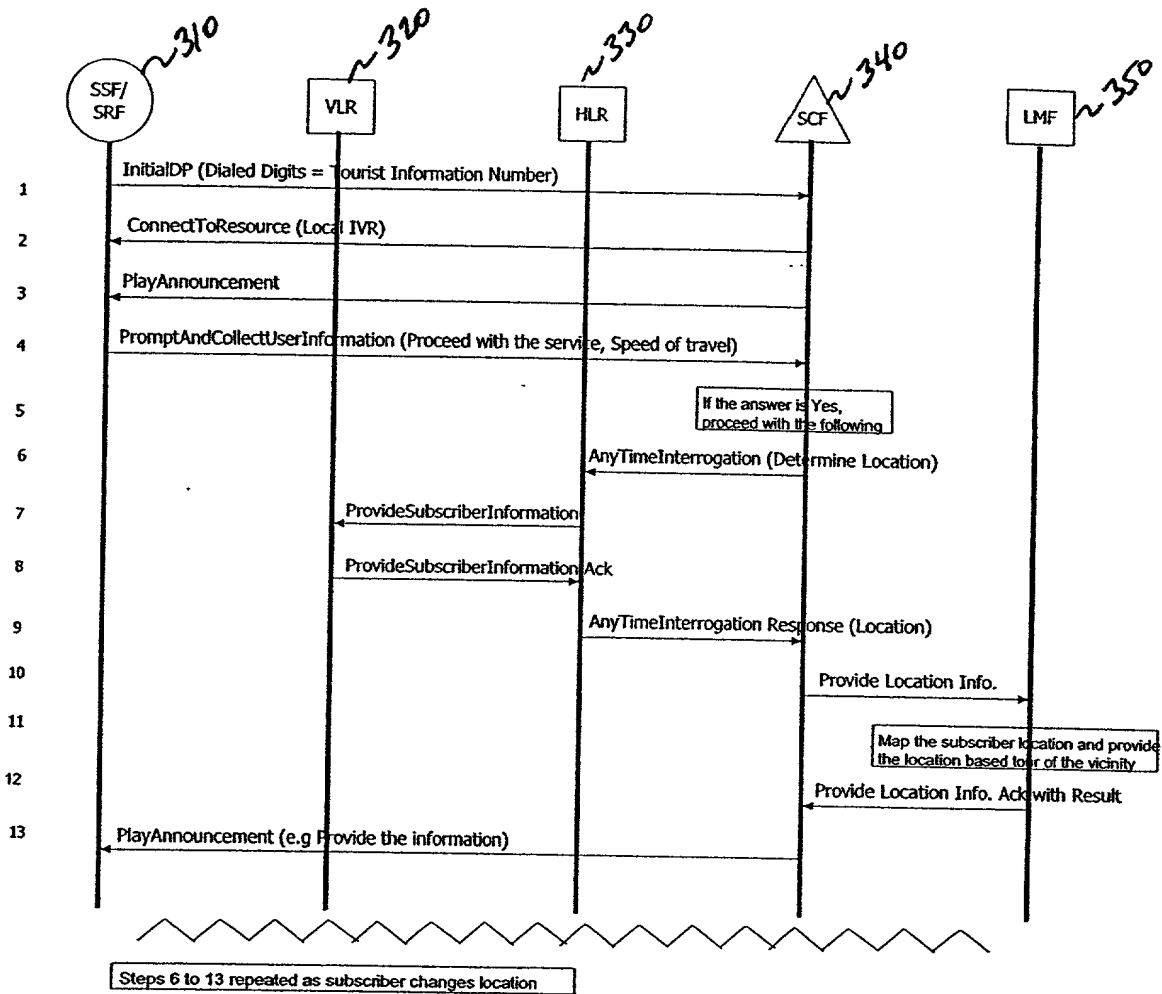 310
320
330
340
350
SSF/
SRF
VLR
HLR
SCF
LMF
1
InitialDP (Dialed Digits = Tourist Information Number)
2
ConnectToResource (Local IVR)
3
PlayAnnouncement
4
PromptAndCollectUserInformation (Proceed with the service, Speed of travel)
5
If the answer is Yes,
proceed with the following
6
AnyTimeInterrogation (Determine Location)
7
ProvideSubscriberInformation
8
ProvideSubscriberInformation Ack
9
AnyTimeInterrogation Response (Location)
10
Provide Location Info.
11
Map the subscriber location and provide
the location based tour of the vicinity
12
Provide Location Info. Ack with Result
13
PlayAnnouncement (e.g Provide the information)
Steps 6 to 13 repeated as subscriber changes location